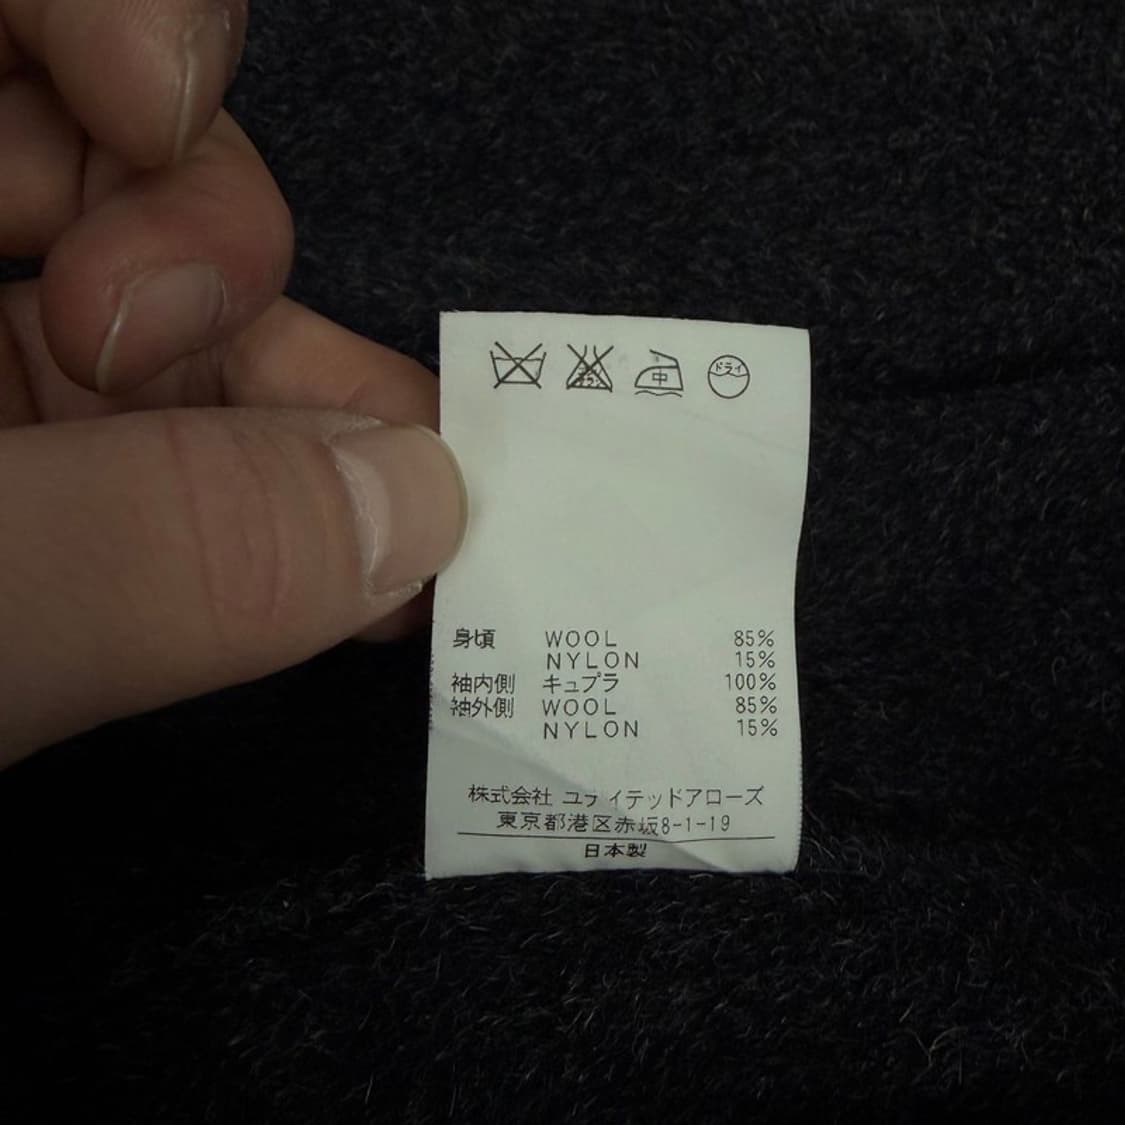 中 ドライ
身頃 WOOL 85%
NYLON 15%
袖内側 キュプラ 100%
袖外側 WOOL 85%
NYLON 15%
株式会社 ユナイテッドアローズ
東京都港区赤坂8-1-19
日本製